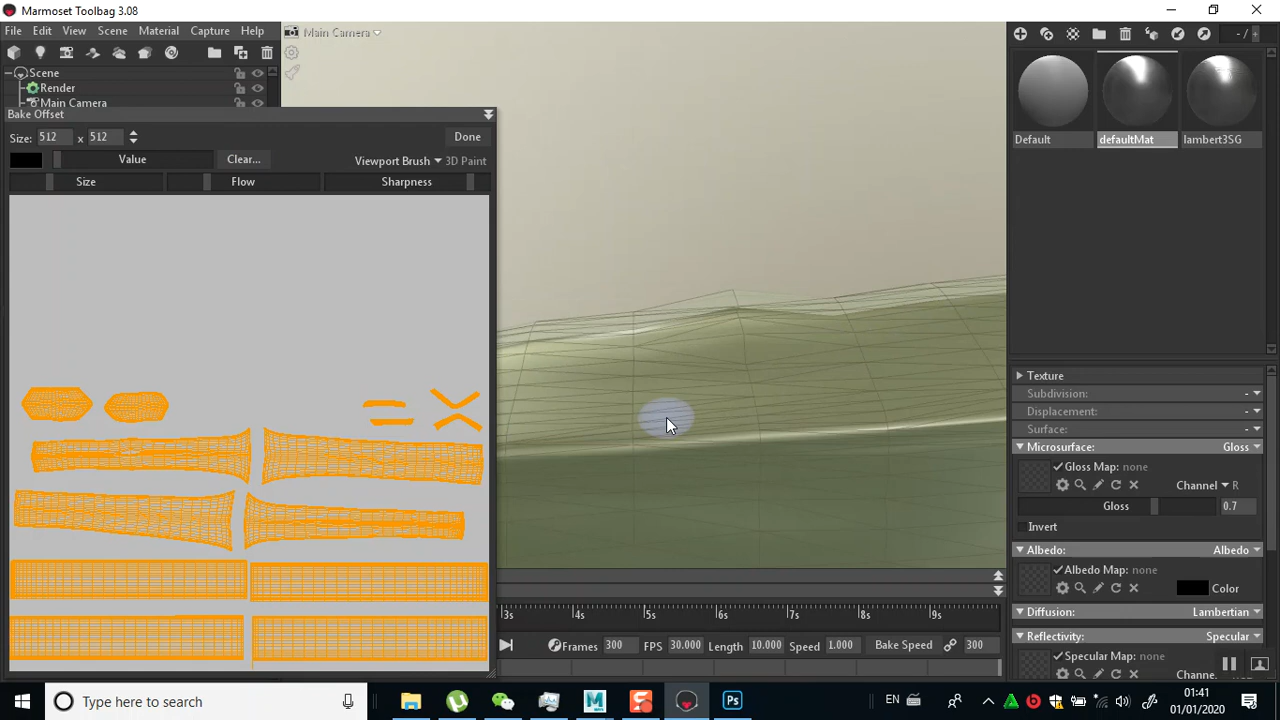 Marmoset Toolbag 3.08
File Edit View Scene Material Capture Help
Main Camera
- /
Scene
Render
Main Camera
Bake Offset
Size: 512 x 512 Done
Value Clear... Viewport Brush 3D Paint
Size Flow Sharpness
Default defaultMat lambert3SG
Texture
Subdivision: -
Displacement: -
Surface: -
Microsurface: Gloss
Gloss Map: none
Channel R
Gloss 0.7
Invert
Albedo: Albedo
Albedo Map: none
Color
Diffusion: Lambertian
Reflectivity: Specular
Specular Map: none
3s 4s 5s 6s 7s 8s 9s
Frames 300 FPS 30.000 Length 10.000 Speed 1.000 Bake Speed 300
Type here to search
EN
01:41
01/01/2020